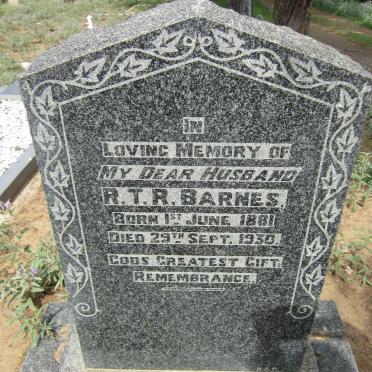 IN
LOVING MEMORY OF
MY DEAR HUSBAND
R.T.R. BARNES.
BORN 1ST JUNE 1881
DIED 29TH SEPT. 1930.
GODS GREATEST GIFT.
REMEMBRANCE.